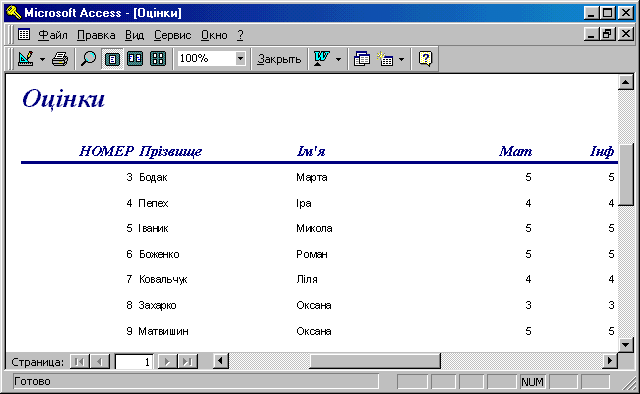 Microsoft Access - [Оцінки]
Файл Правка Вид Сервис Окно ?
100% Закрыть
Оцінки
НОМЕР Прізвище Ім'я Мат Інф
3 Бодак Марта 5 5
4 Пепех Іра 4 4
5 Іваник Микола 5 5
6 Боженко Роман 5 5
7 Ковальчук Ліля 4 4
8 Захарко Оксана 3 3
9 Матвишин Оксана 5 5
Страница: 1
Готово NUM